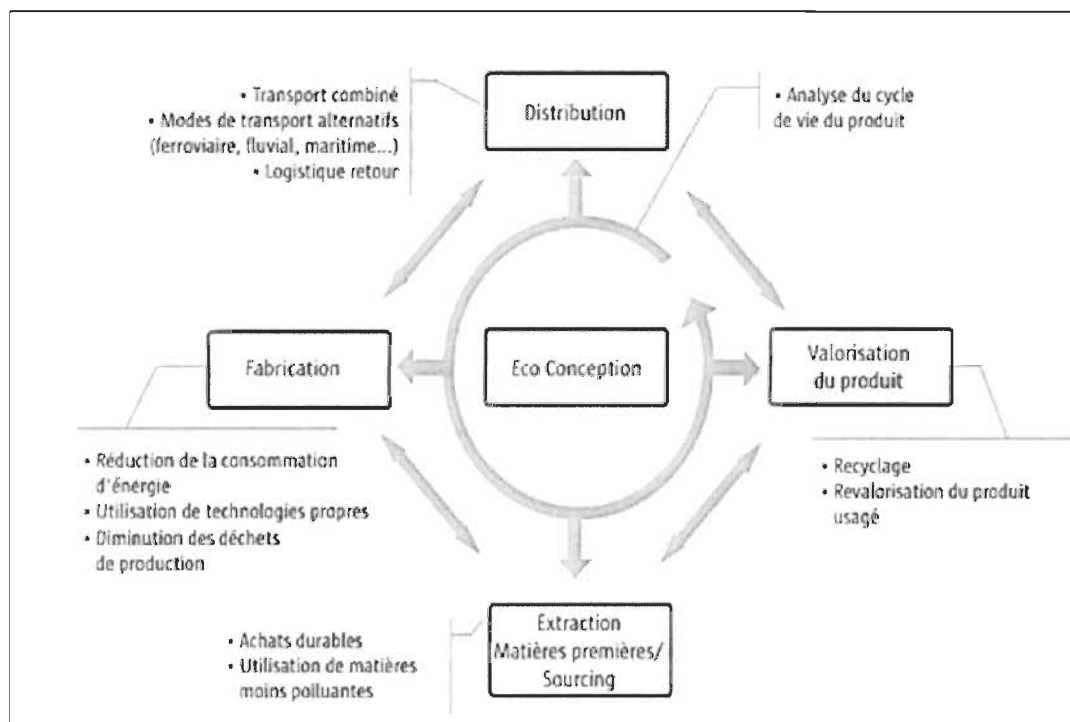 • Transport combiné
• Modes de transport alternatifs
(ferroviaire, fluvial, maritime...)
• Logistique retour
Distribution
• Analyse du cycle
de vie du produit
Fabrication
Eco Conception
Valorisation
du produit
• Réduction de la consommation
d'énergie
• Utilisation de technologies propres
• Diminution des déchets
de production
• Recyclage
• Revalorisation du produit
usagé
• Achats durables
• Utilisation de matières
moins polluantes
Extraction
Matières premières/
Sourcing